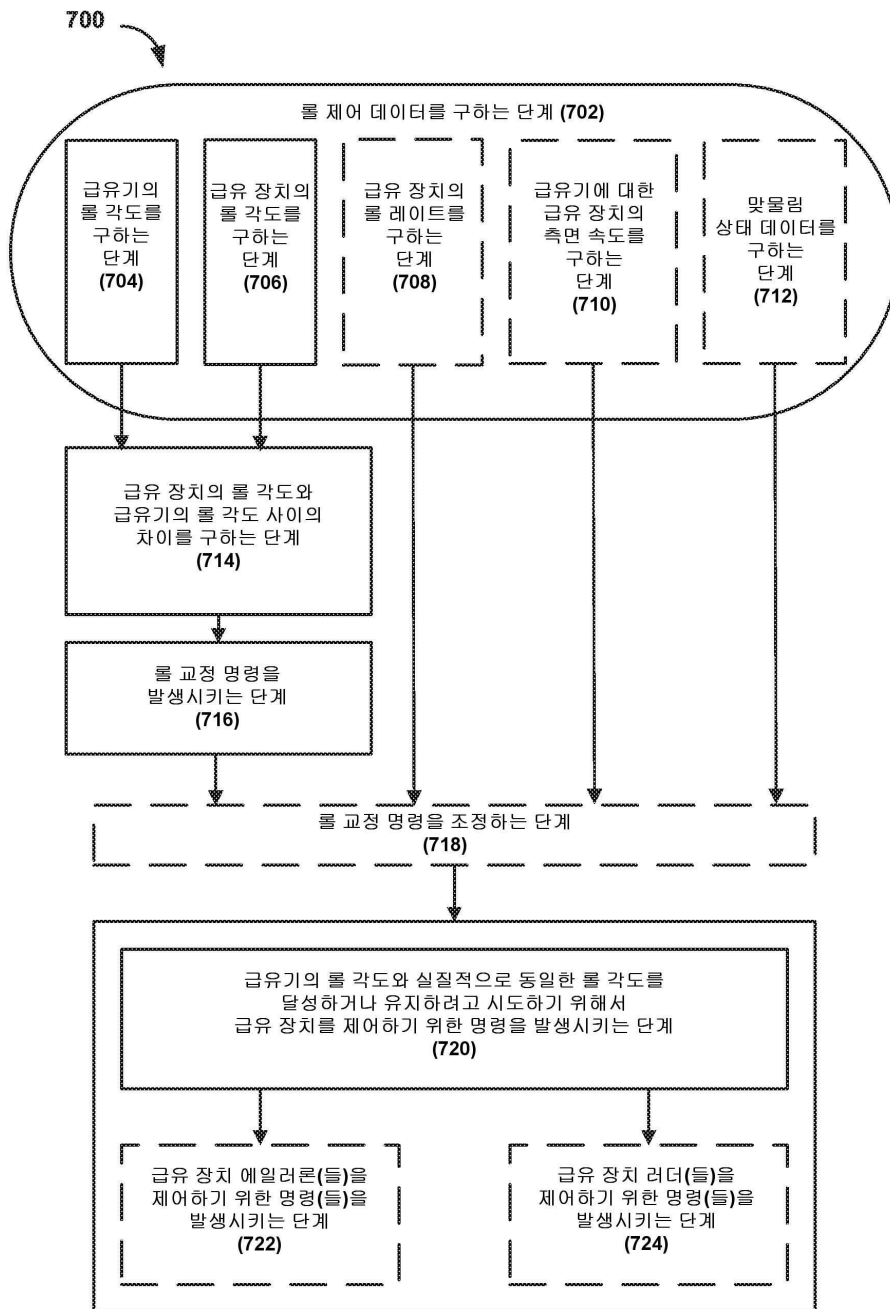 700
롤 제어 데이터를 구하는 단계 (702)
급유기의
롤 각도를
구하는
단계
(704)
급유 장치의
롤 각도를
구하는
단계
(706)
급유 장치의
롤 레이트를
구하는
단계
(708)
급유기에 대한
급유 장치의
측면 속도를
구하는
단계
(710)
맞물림
상태 데이터를
구하는
단계
(712)
급유 장치의 롤 각도와
급유기의 롤 각도 사이의
차이를 구하는 단계
(714)
롤 교정 명령을
발생시키는 단계
(716)
롤 교정 명령을 조정하는 단계
(718)
급유기의 롤 각도와 실질적으로 동일한 롤 각도를
달성하거나 유지하려고 시도하기 위해서
급유 장치를 제어하기 위한 명령을 발생시키는 단계
(720)
급유 장치 에일러론(들)을
제어하기 위한 명령(들)을
발생시키는 단계
(722)
급유 장치 러더(들)을
제어하기 위한 명령(들)을
발생시키는 단계
(724)